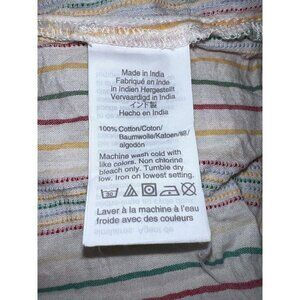 Made in India
Fabriqué en Inde
in Indien Hergestellt
Vervaardigd in India
インド製
Hecho en India
100% Cotton/Coton/
Baumwolle/Katoen/綿/
algodon
Machine wash cold with
like colors. Non chlorine
bleach only. Tumble dry
low. Iron on lowest setting.
Laver à la machine à l'eau
froide avec des couleurs